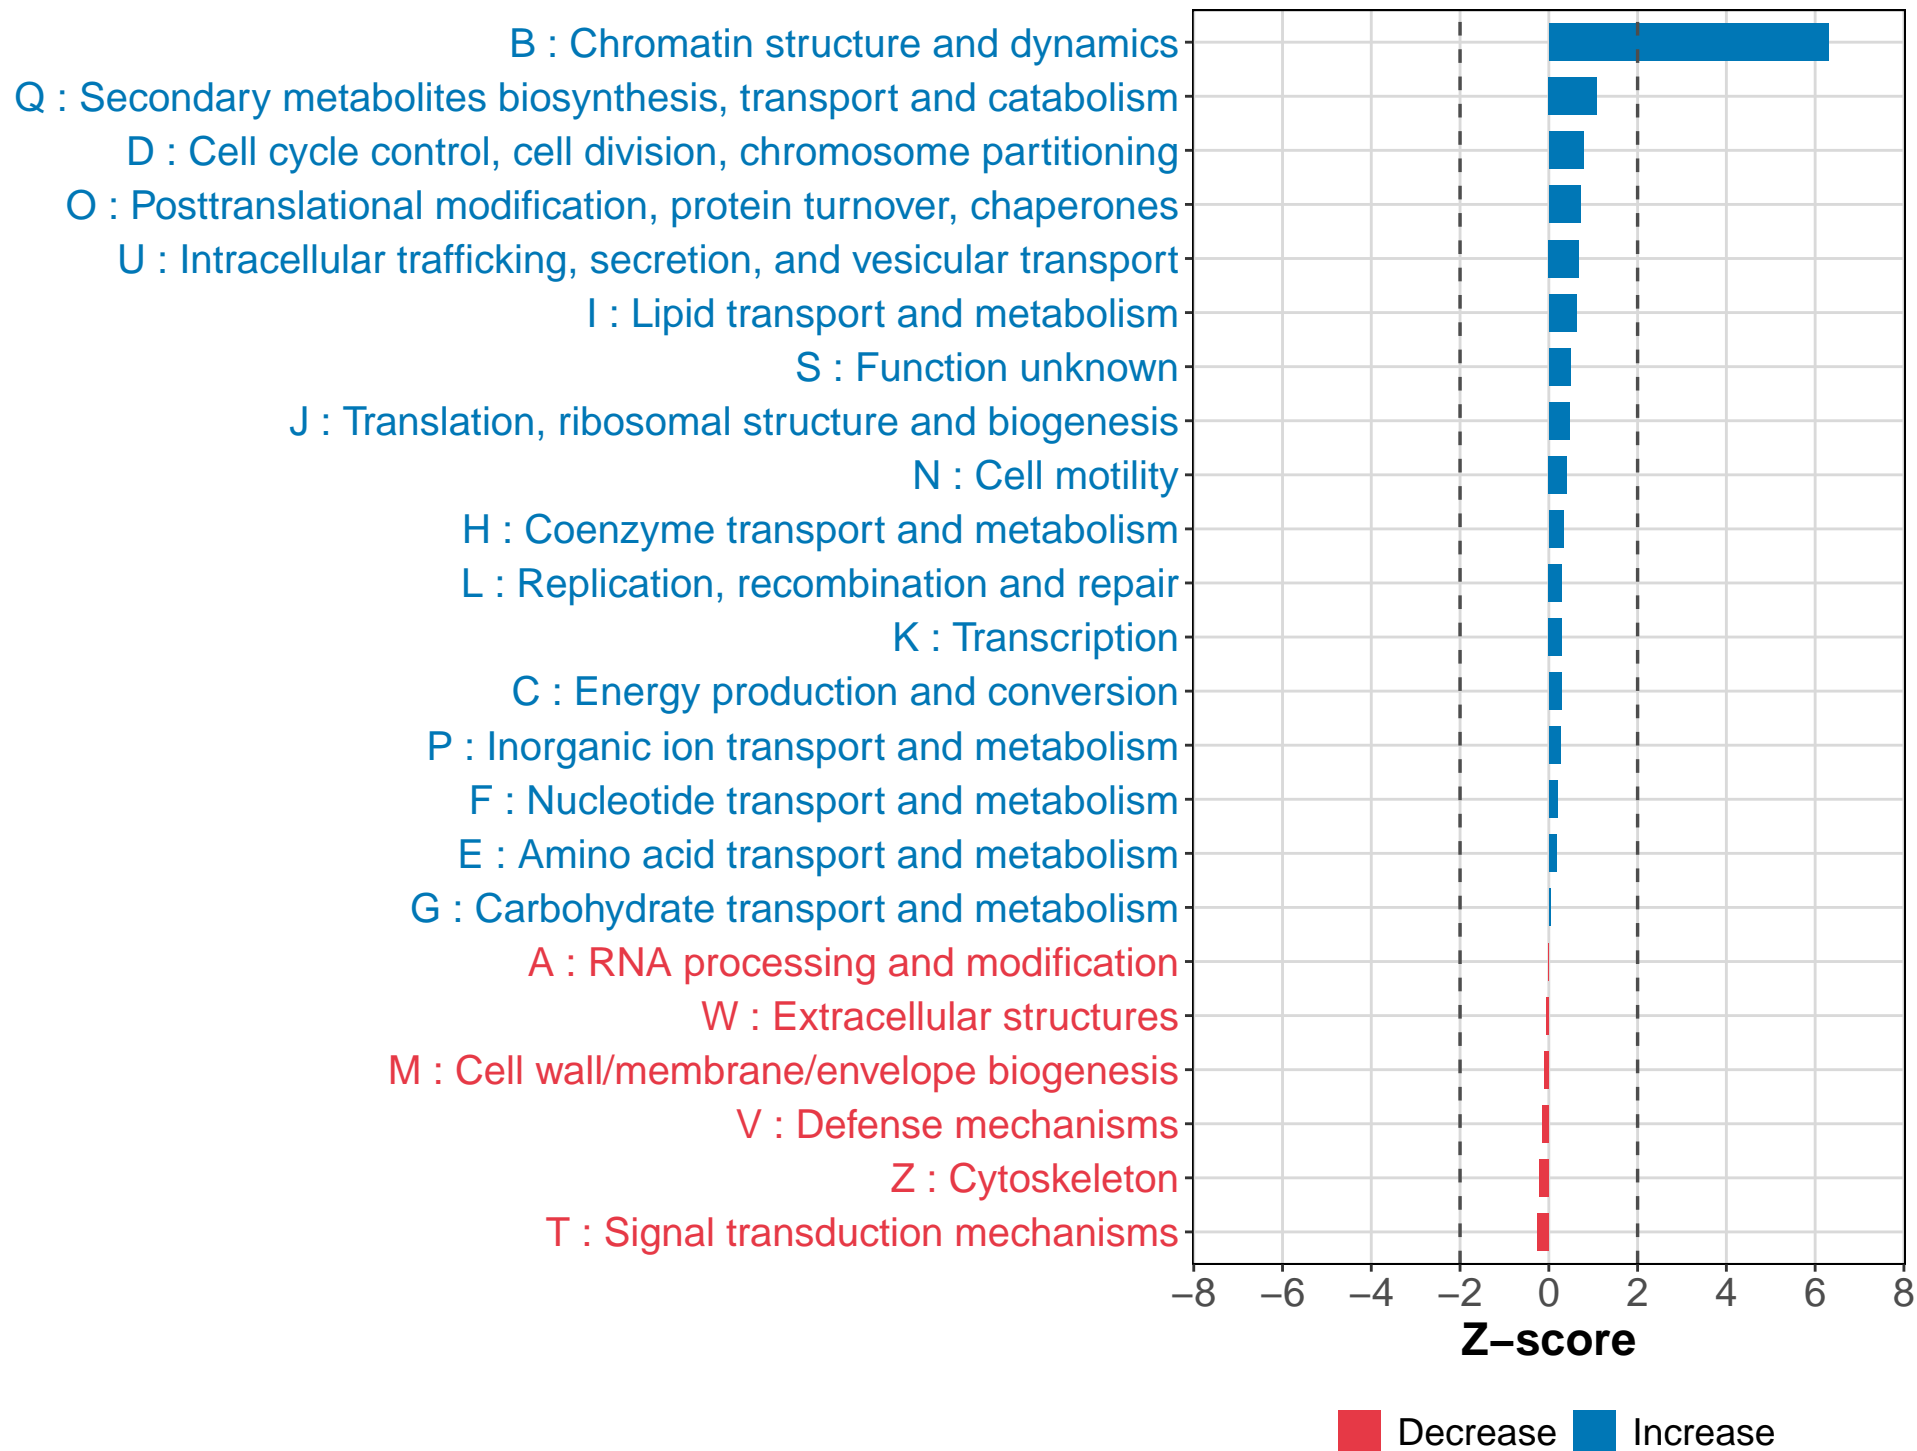 B : Chromatin structure and dynamics
Q : Secondary metabolites biosynthesis, transport and catabolism
D : Cell cycle control, cell division, chromosome partitioning
O : Posttranslational modification, protein turnover, chaperones
U : Intracellular trafficking, secretion, and vesicular transport
I : Lipid transport and metabolism
S : Function unknown
J : Translation, ribosomal structure and biogenesis
N : Cell motility
H : Coenzyme transport and metabolism
L : Replication, recombination and repair
K : Transcription
C : Energy production and conversion
P : Inorganic ion transport and metabolism
F : Nucleotide transport and metabolism
E : Amino acid transport and metabolism
G : Carbohydrate transport and metabolism
A : RNA processing and modification
W : Extracellular structures
M : Cell wall/membrane/envelope biogenesis
V : Defense mechanisms
Z : Cytoskeleton
T : Signal transduction mechanisms
−8 −6 −4 −2 0 2 4 6 8
Z−score
Decrease Increase